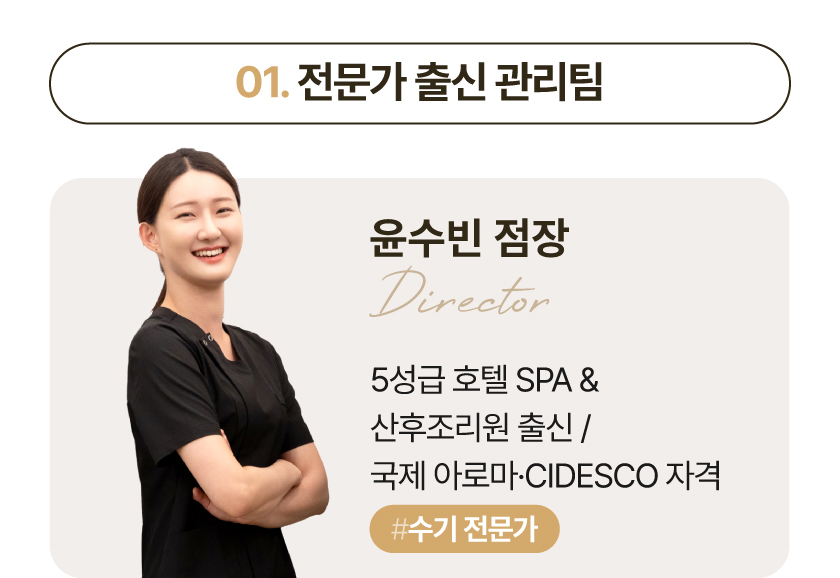 01. 전문가 출신 관리팀
윤수빈 점장
Director
5성급 호텔 SPA &
산후조리원 출신 /
국제 아로마·CIDESCO 자격
#수기 전문가